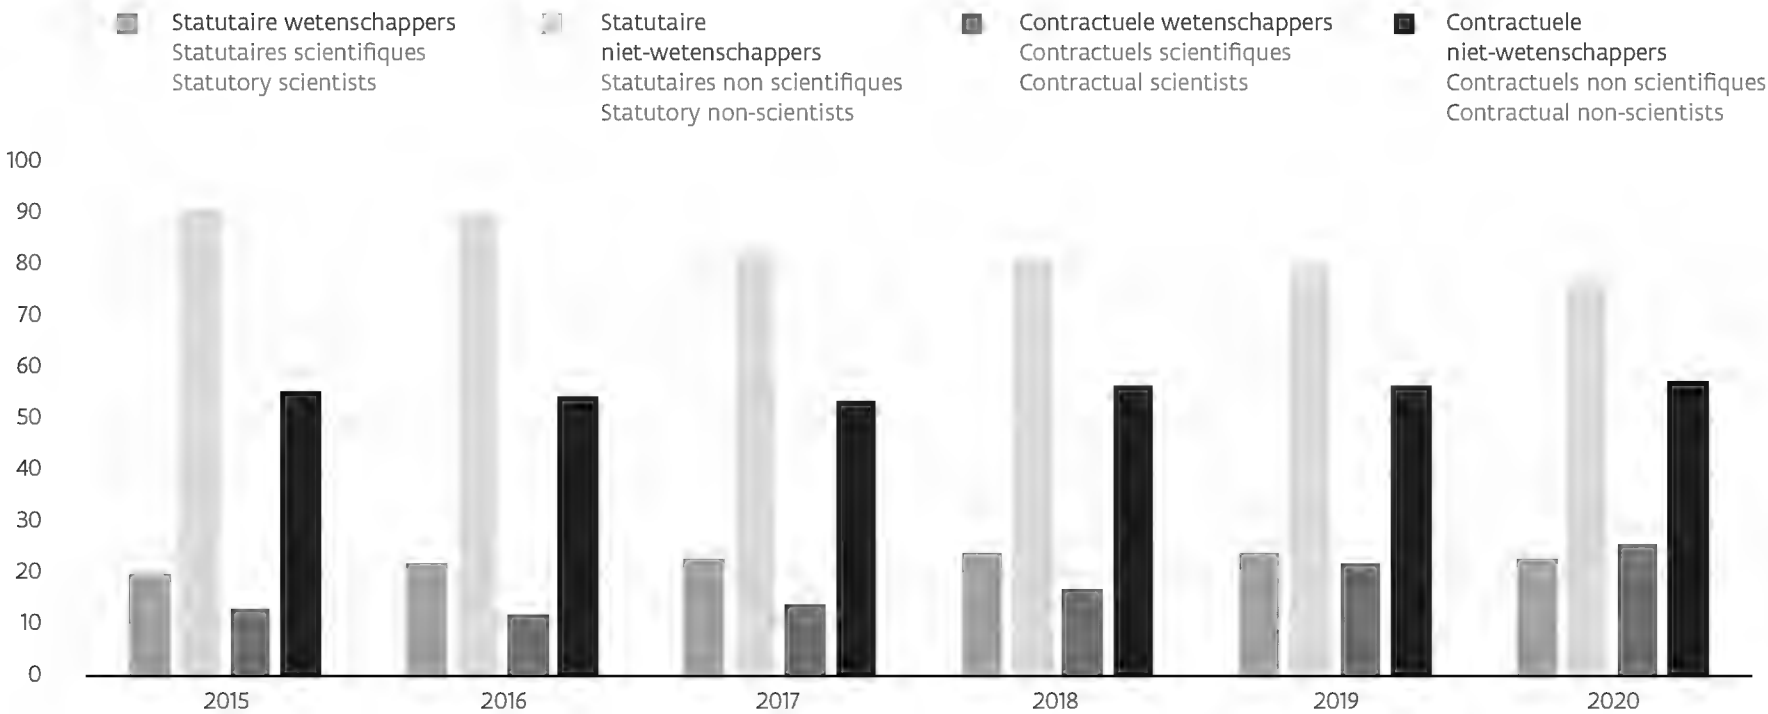 Statutaire wetenschappers
Statutaires scientifiques
Statutory scientists
Statutaire
niet-wetenschappers
Statutaires non scientifiques
Statutory non-scientists
Contractuele wetenschappers
Contractuels scientifiques
Contractual scientists
Contractuele
niet-wetenschappers
Contractuels non scientifiques
Contractual non-scientists
100
90
80
70
60
50
40
30
20
10
0
2015
2016
2017
2018
2019
2020